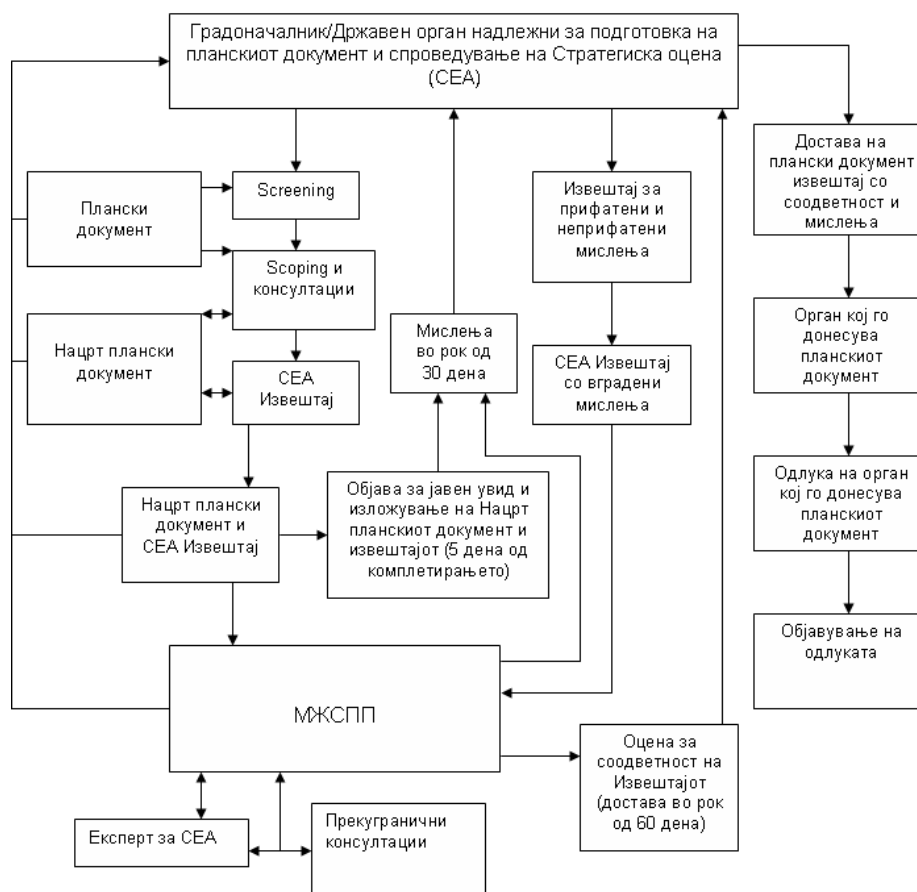 Градоначалник/Државен орган надлежни за подготовка на
планскиот документ и спроведување на Стратегиска оцена
(СЕА)
Screening
Плански
документ
Scoping и
консултации
Нацрт плански
документ
СЕА
Извештај
Нацрт плански
документ и
СЕА Извештај
Мислења
во рок од
30 дена
Објава за јавен увид и
изложување на Нацрт
планскиот документ и
извештајот (5 дена од
комплетирањето)
Извештај за
прифатени и
неприфатени
мислења
СЕА Извештај
со вградени
мислења
Достава на
плански документ
извештај со
соодветност и
мислења
Орган кој го
донесува
планскиот
документ
Одлука на орган
кој го донесува
планскиот
документ
Објавување на
одлуката
МЖСПП
Оцена за
соодветност на
Извештајот
(достава во рок
од 60 дена)
Експерт за СЕА
Прекугранични
консултации